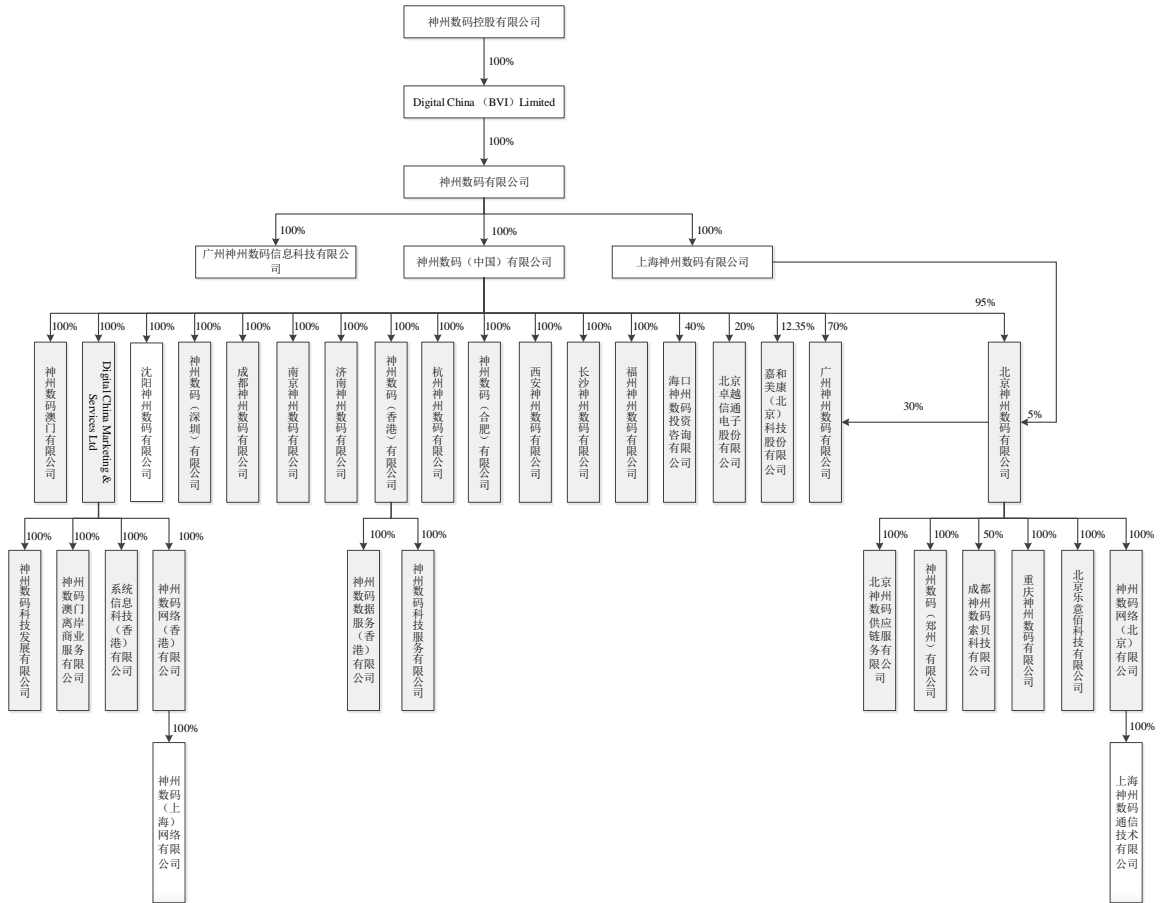 神州数码控股有限公司
100%
Digital China （BVI）Limited
100%
神州数码有限公司
100%
100%
100%
广州神州数码信息科技有限公
司
神州数码（中国）有限公司
上海神州数码有限公司
95%
100%
100%
100%
100%
100%
100%
100%
100%
100%
100%
100%
100%
100%
40%
20%
12.35%
70%
神州数码澳门有限公司
Digital China Marketing &
Services Ltd
沈阳神州数码有限公司
神州数码（深圳）有限公司
成都神州数码有限公司
南京神州数码有限公司
济南神州数码有限公司
神州数码（香港）有限公司
杭州神州数码有限公司
神州数码（合肥）有限公司
西安神州数码有限公司
长沙神州数码有限公司
福州神州数码有限公司
海口神州数码投资咨询有限公司
北京卓越信通电子股份有限公司
嘉和美康（北京）科技股份有限公司
广州神州数码有限公司
30%
北京神州数码有限公司
5%
100%
100%
100%
100%
100%
100%
100%
100%
50%
100%
100%
100%
神州数码科技发展有限公司
神州数码澳门离岸商业服务有限公司
系统信息科技（香港）有限公司
神州数码网络（香港）有限公司
神州数码数据服务（香港）有限公司
神州数码科技服务有限公司
北京神州数码供应链服务有限公司
神州数码（郑州）有限公司
成都神州数码索贝科技有限公司
重庆神州数码有限公司
北京乐意佰科技有限公司
神州数码网络（北京）有限公司
100%
100%
神州数码（上海）网络有限公司
上海神州数码通信技术有限公司